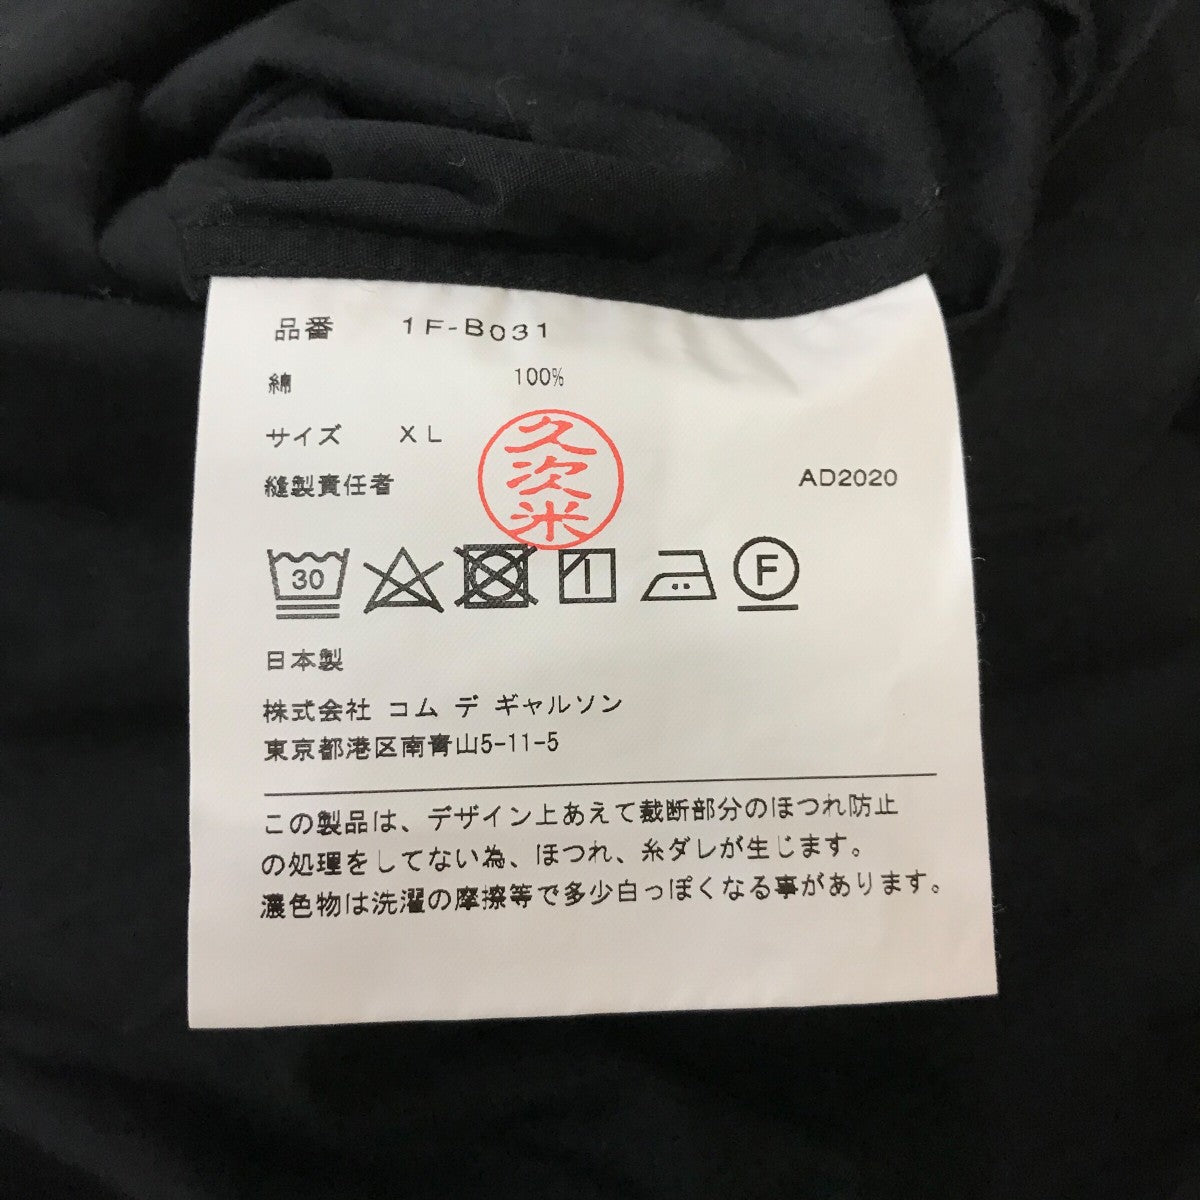 品番 1F-B031
綿 100%
サイズ XL
縫製責任者 久次米 AD2020
30 F
日本製
株式会社 コム デ ギャルソン
東京都港区南青山5-11-5
この製品は、デザイン上あえて裁断部分のほつれ防止
の処理をしてない為、ほつれ、糸ダレが生じます。
濃色物は洗濯の摩擦等で多少白っぽくなる事があります。